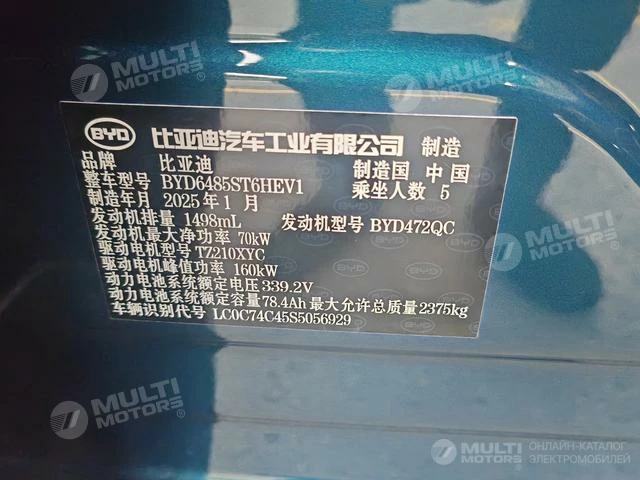 MULTI MOTORS
MULTI MOTORS
BYD 比亚迪汽车工业有限公司 制造
品牌 比亚迪 制造国 中国
整车型号 BYD6485ST6HEV1 乘坐人数 5
制造年月 2025年1月
发动机排量 1498mL 发动机型号 BYD472QC
发动机最大净功率 70kW
驱动电机型号 TZ210XYC
驱动电机峰值功率 160kW
动力电池系统额定电压 339.2V
动力电池系统额定容量 78.4Ah 最大允许总质量 2375kg
车辆识别代号 LC0C74C45S5056929
MULTI MOTORS
MULTI MOTORS ОНЛАЙН-КАТАЛОГ ЭЛЕКТРОМОБИЛЕЙ